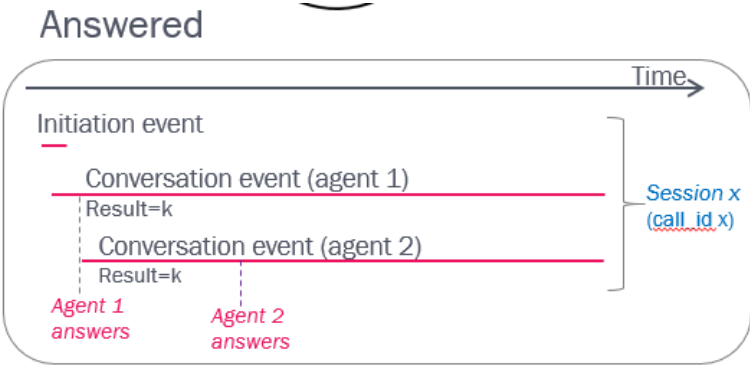 Answered
Time
Initiation event
Conversation event (agent 1)
Result=k
Session x
(call_id x)
Conversation event (agent 2)
Result=k
Agent 1
answers
Agent 2
answers